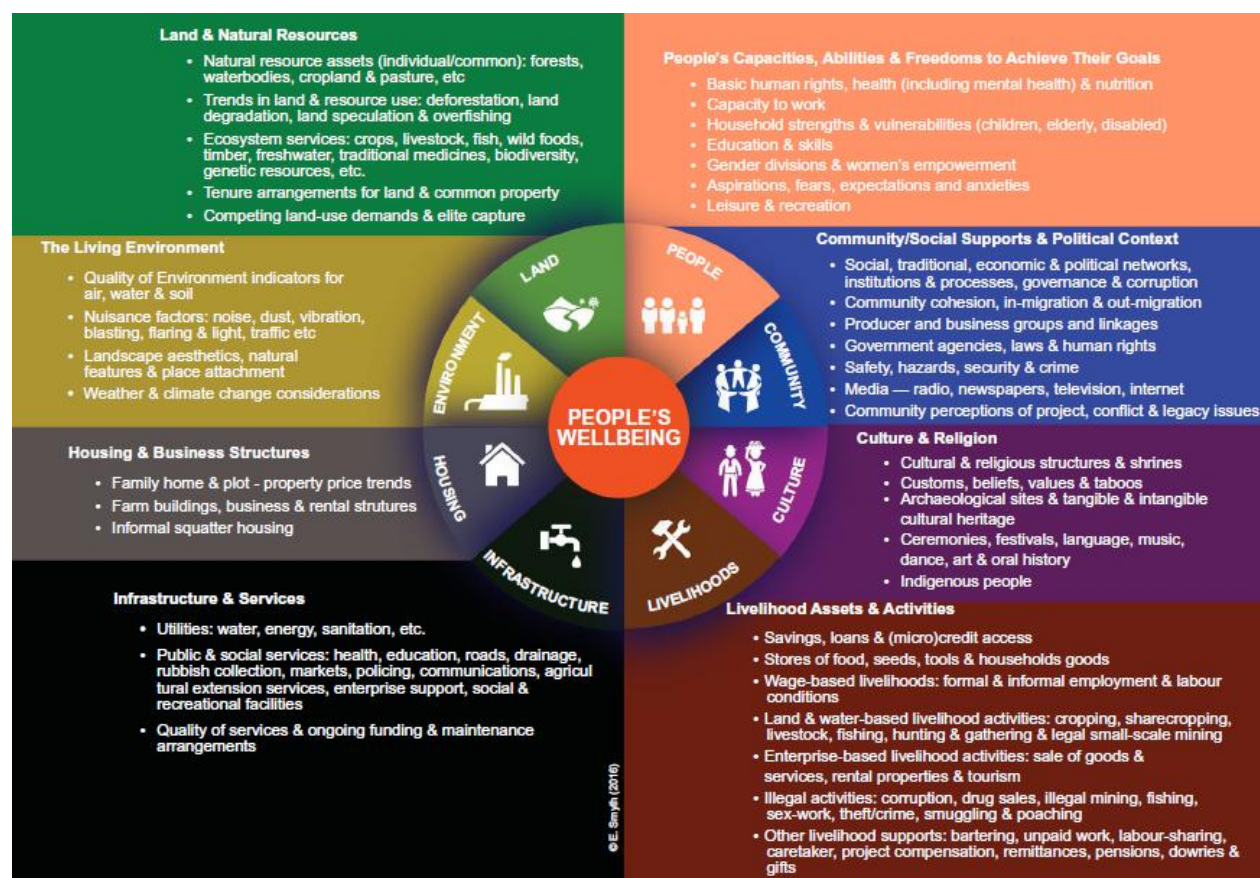 Land & Natural Resources
• Natural resource assets (individual/common): forests,
waterbodies, cropland & pasture, etc
• Trends in land & resource use: deforestation, land
degradation, land speculation & overfishing
• Ecosystem services: crops, livestock, fish, wild foods,
timber, freshwater, traditional medicines, biodiversity,
genetic resources, etc.
• Tenure arrangements for land & common property
• Competing land-use demands & elite capture
People's Capacities, Abilities & Freedoms to Achieve Their Goals
• Basic human rights, health (including mental health) & nutrition
• Capacity to work
• Household strengths & vulnerabilities (children, elderly, disabled)
• Education & skills
• Gender divisions & women's empowerment
• Aspirations, fears, expectations and anxieties
• Leisure & recreation
The Living Environment
• Quality of Environment indicators for
air, water & soil
• Nuisance factors: noise, dust, vibration,
blasting, flaring & light, traffic etc
• Landscape aesthetics, natural
features & place attachment
• Weather & climate change considerations
Community/Social Supports & Political Context
• Social, traditional, economic & political networks,
institutions & processes, governance & corruption
• Community cohesion, in-migration & out-migration
• Producer and business groups and linkages
• Government agencies, laws & human rights
• Safety, hazards, security & crime
• Media — radio, newspapers, television, internet
• Community perceptions of project, conflict & legacy issues
LAND
PEOPLE
ENVIRONMENT
COMMUNITY
PEOPLE'S
WELLBEING
HOUSING
CULTURE
INFRASTRUCTURE
LIVELIHOODS
Housing & Business Structures
• Family home & plot - property price trends
• Farm buildings, business & rental strutures
• Informal squatter housing
Culture & Religion
• Cultural & religious structures & shrines
• Customs, beliefs, values & taboos
• Archaeological sites & tangible & intangible
cultural heritage
• Ceremonies, festivals, language, music,
dance, art & oral history
• Indigenous people
Infrastructure & Services
• Utilities: water, energy, sanitation, etc.
• Public & social services: health, education, roads, drainage,
rubbish collection, markets, policing, communications, agricul
tural extension services, enterprise support, social &
recreational facilities
• Quality of services & ongoing funding & maintenance
arrangements
© E. Smyth (2016)
Livelihood Assets & Activities
• Savings, loans & (micro)credit access
• Stores of food, seeds, tools & households goods
• Wage-based livelihoods: formal & informal employment & labour
conditions
• Land & water-based livelihood activities: cropping, sharecropping,
livestock, fishing, hunting & gathering & legal small-scale mining
• Enterprise-based livelihood activities: sale of goods &
services, rental properties & tourism
• Illegal activities: corruption, drug sales, illegal mining, fishing,
sex-work, theft/crime, smuggling & poaching
• Other livelihood supports: bartering, unpaid work, labour-sharing,
caretaker, project compensation, remittances, pensions, dowries &
gifts